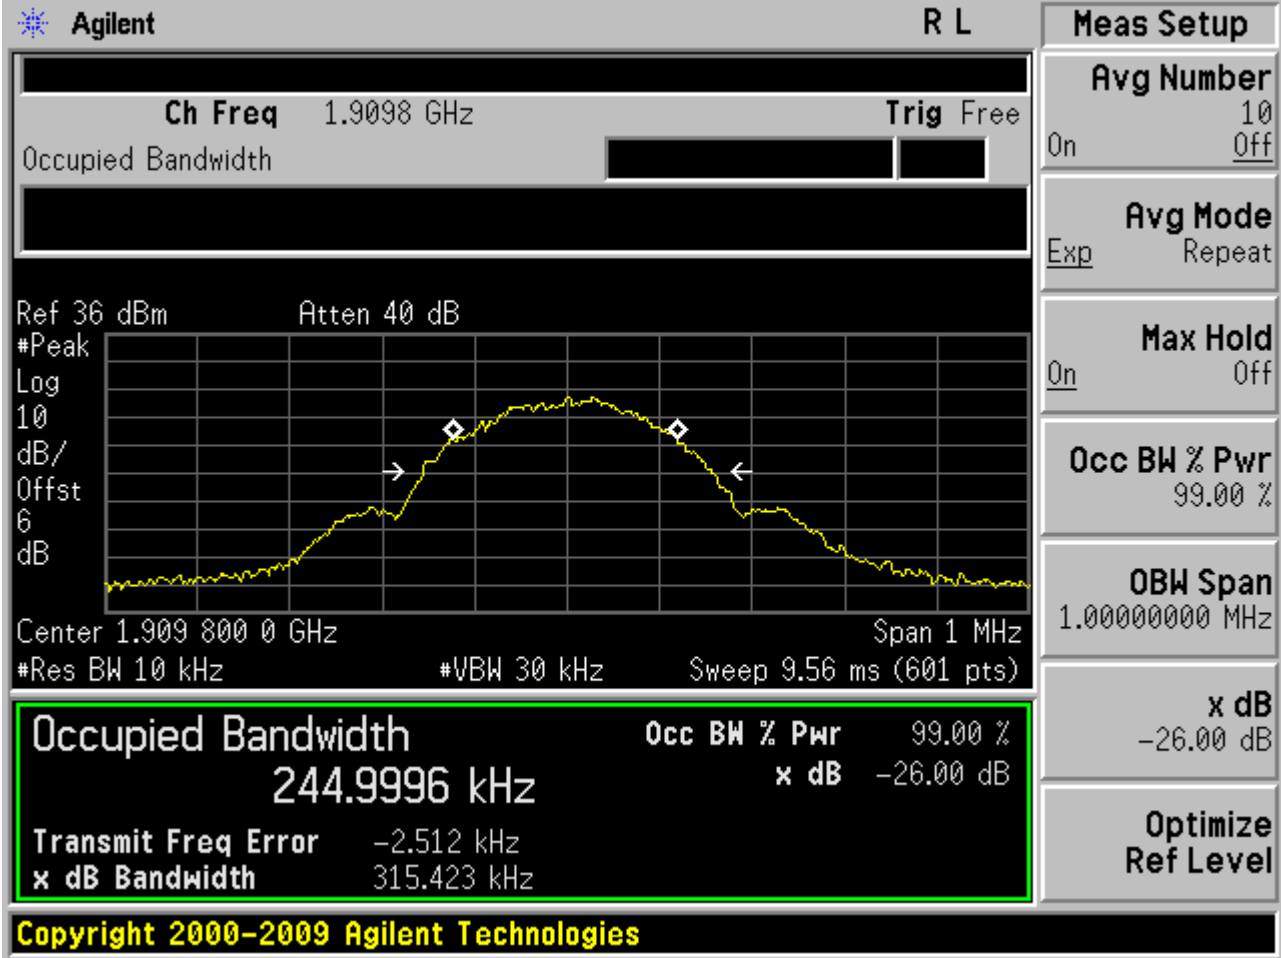 Agilent R L
Ch Freq 1.9098 GHz Trig Free
Occupied Bandwidth
Ref 36 dBm Atten 40 dB
#Peak
Log
10
dB/
Offst
6
dB
Center 1.909 800 0 GHz Span 1 MHz
#Res BW 10 kHz #VBW 30 kHz Sweep 9.56 ms (601 pts)
Occupied Bandwidth Occ BW % Pwr 99.00 %
244.9996 kHz x dB -26.00 dB
Transmit Freq Error -2.512 kHz
x dB Bandwidth 315.423 kHz
Copyright 2000-2009 Agilent Technologies
Meas Setup
Avg Number
10
On Off
Avg Mode
Exp Repeat
Max Hold
On Off
Occ BW % Pwr
99.00 %
OBW Span
1.00000000 MHz
x dB
-26.00 dB
Optimize
Ref Level